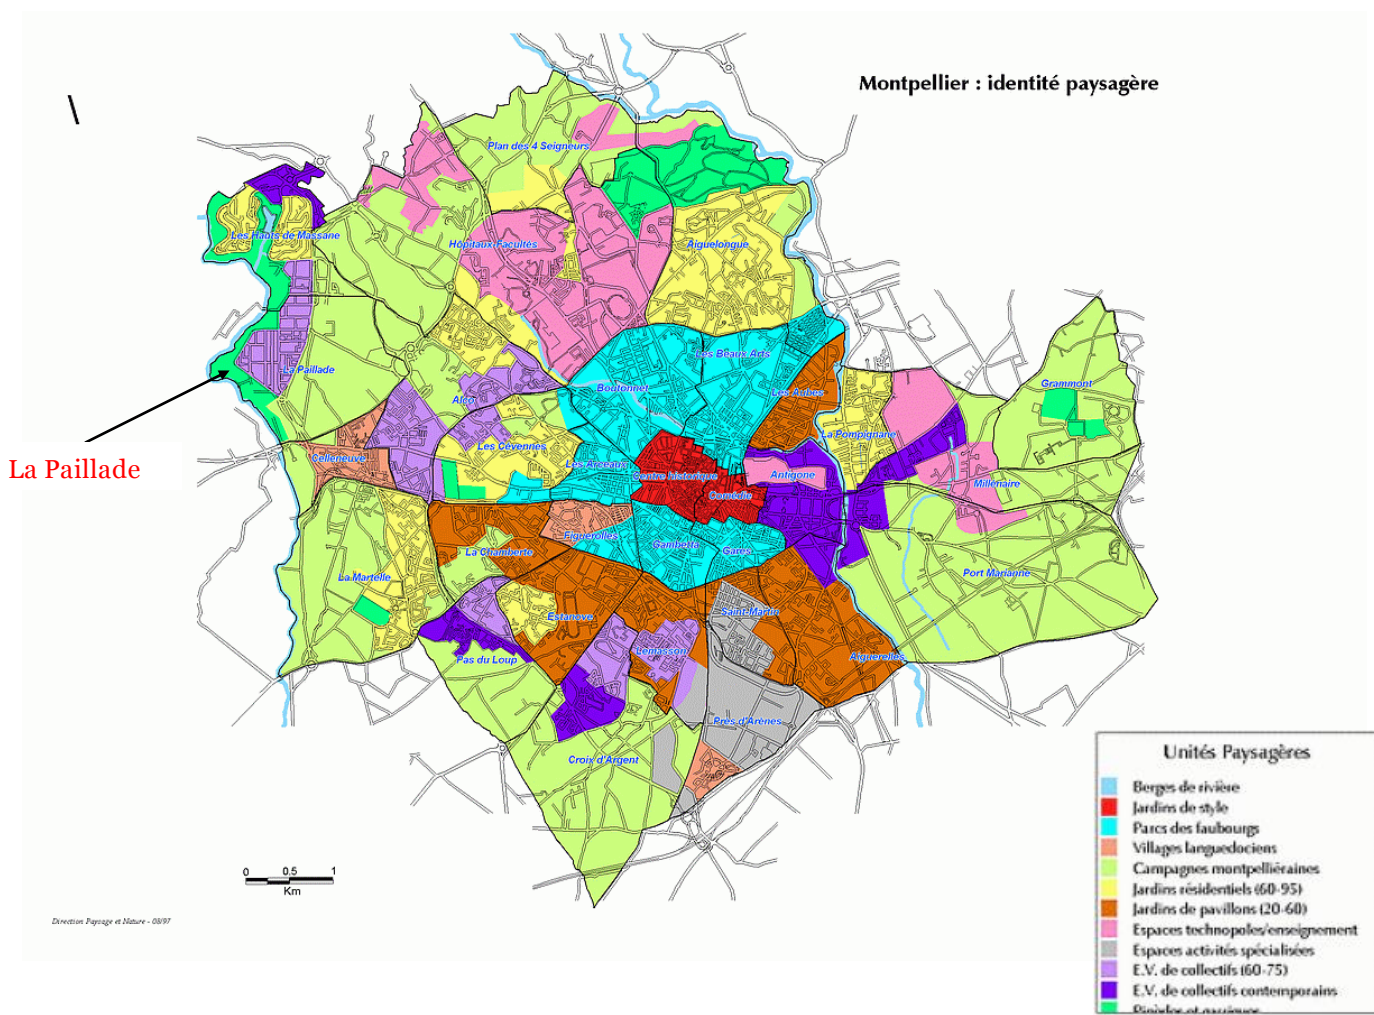 Montpellier : identité paysagère
\
Plan des 4 Seigneurs
Les Hauts de Massane
Hôpitaux-Facultés
Aiguelongue
Les Beaux Arts
La Paillade
Boutonnet
Grammont
Les Aubes
Alco
La Pompignane
Les Cévennes
Celleneuve
Les Arceaux
Centre historique
Antigone
La Paillade
Millénaire
Comédie
Figuerolles
Gambetta
Gares
La Chamberte
La Martelle
Port Marianne
Saint-Martin
Estanove
Lemasson
Aiguerelles
Pas du Loup
Prés d'Arènes
Croix d'Argent
Unités Paysagères
Berges de rivière
Jardins de style
Parcs des faubourgs
Villages languedociens
Campagnes montpelliéraines
Jardins résidentiels (60-95)
Jardins de pavillons (20-60)
Espaces technopoles/enseignement
Espaces activités spécialisées
E.V. de collectifs (60-75)
E.V. de collectifs contemporains
Pinèdes et garrigues
0 0.5 1
Km
Direction Paysage et Nature - 08/97